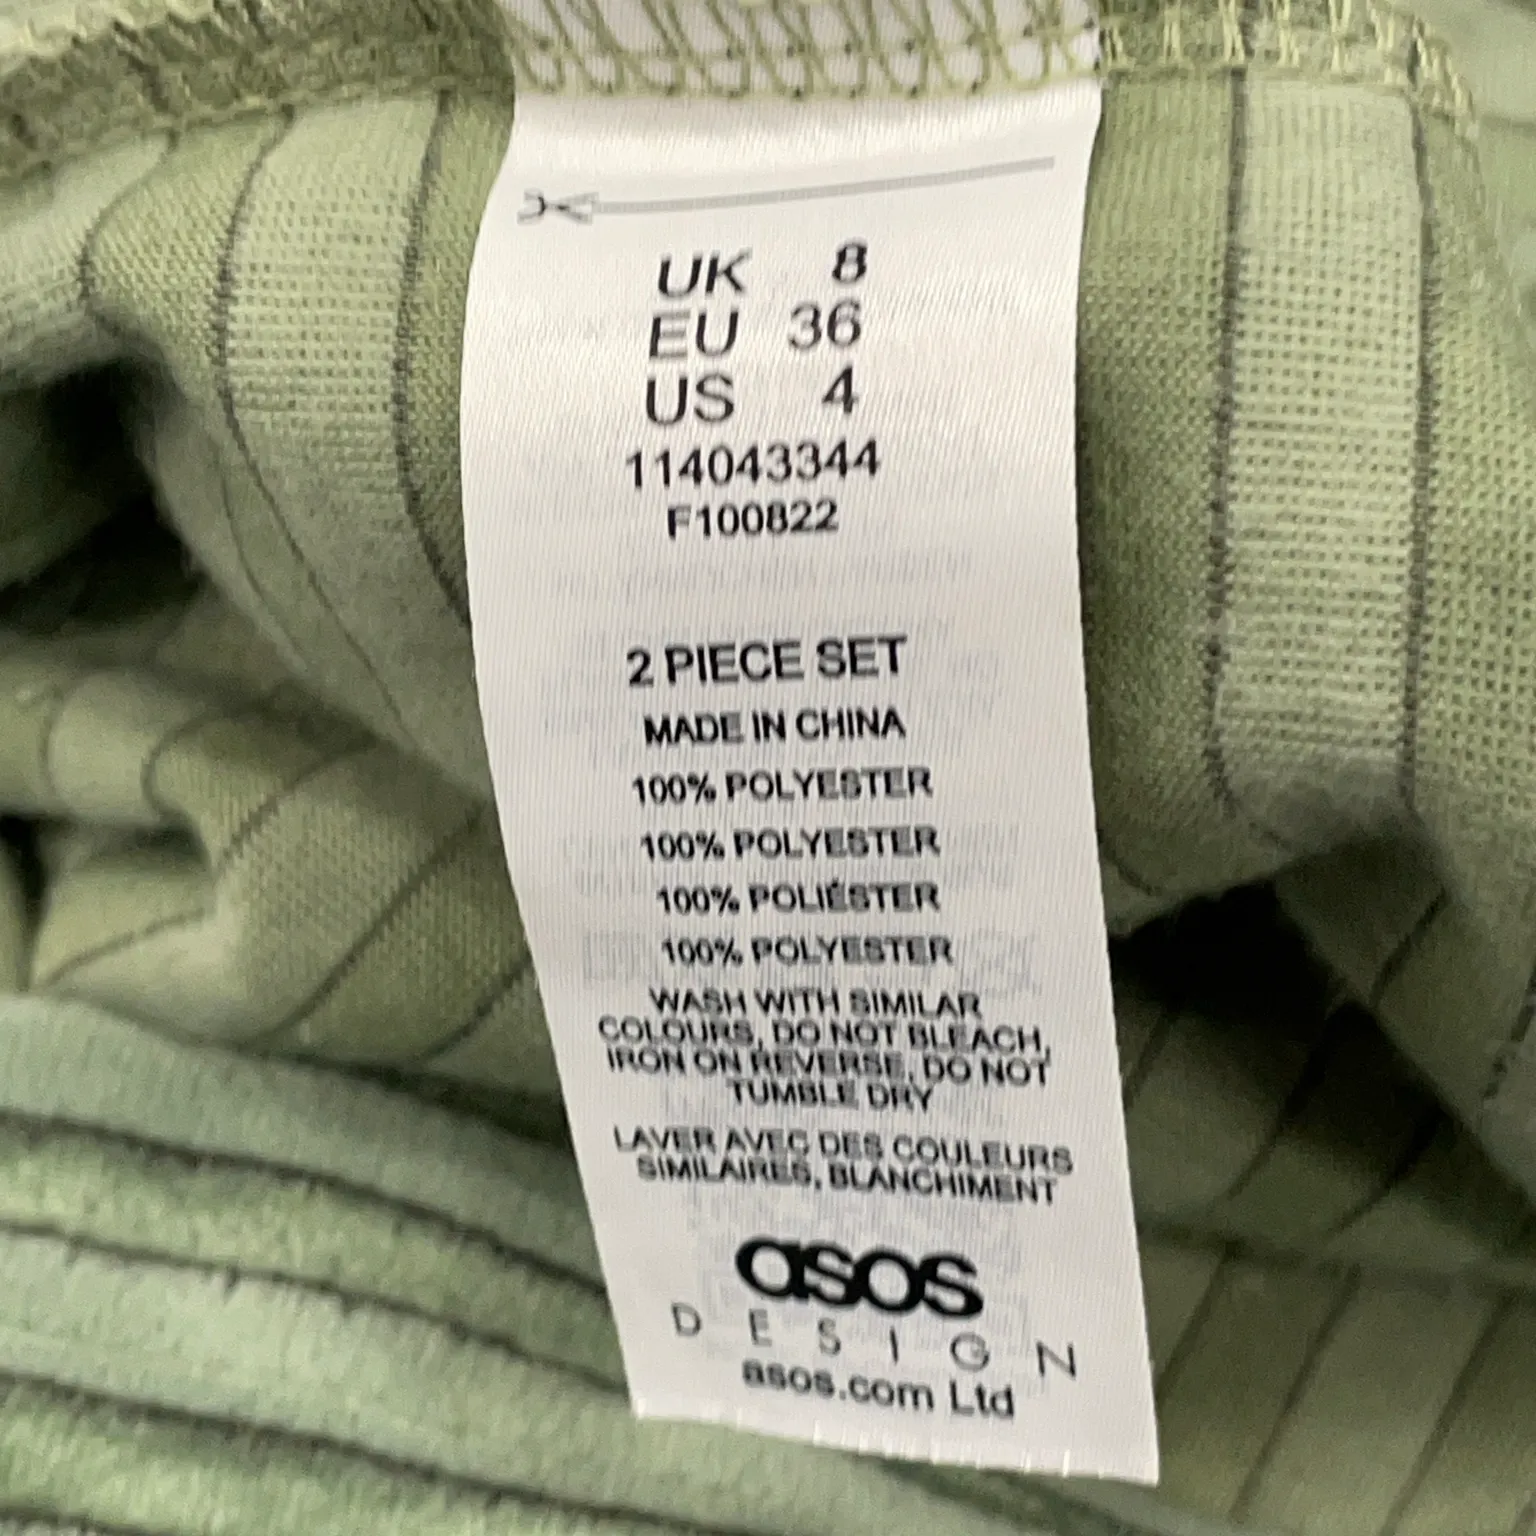 UK 8
EU 36
US 4
114043344
F100822
2 PIECE SET
MADE IN CHINA
100% POLYESTER
100% POLYESTER
100% POLIÉSTER
100% POLYESTER
WASH WITH SIMILAR
COLOURS, DO NOT BLEACH,
IRON ON REVERSE, DO NOT
TUMBLE DRY
LAVER AVEC DES COULEURS
SIMILAIRES, BLANCHIMENT
asos
DESIGN
asos.com Ltd